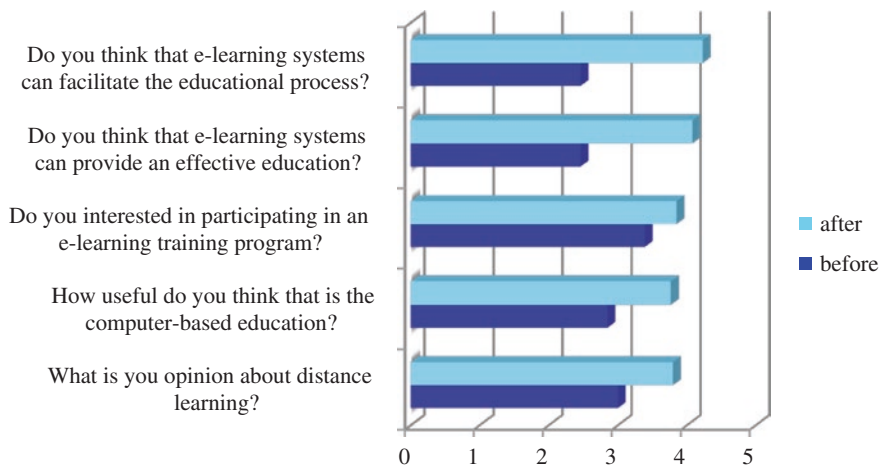 Do you think that e-learning systems
can facilitate the educational process?
Do you think that e-learning systems
can provide an effective education?
Do you interested in participating in an
e-learning training program?
How useful do you think that is the
computer-based education?
What is you opinion about distance
learning?
after
before
0 1 2 3 4 5